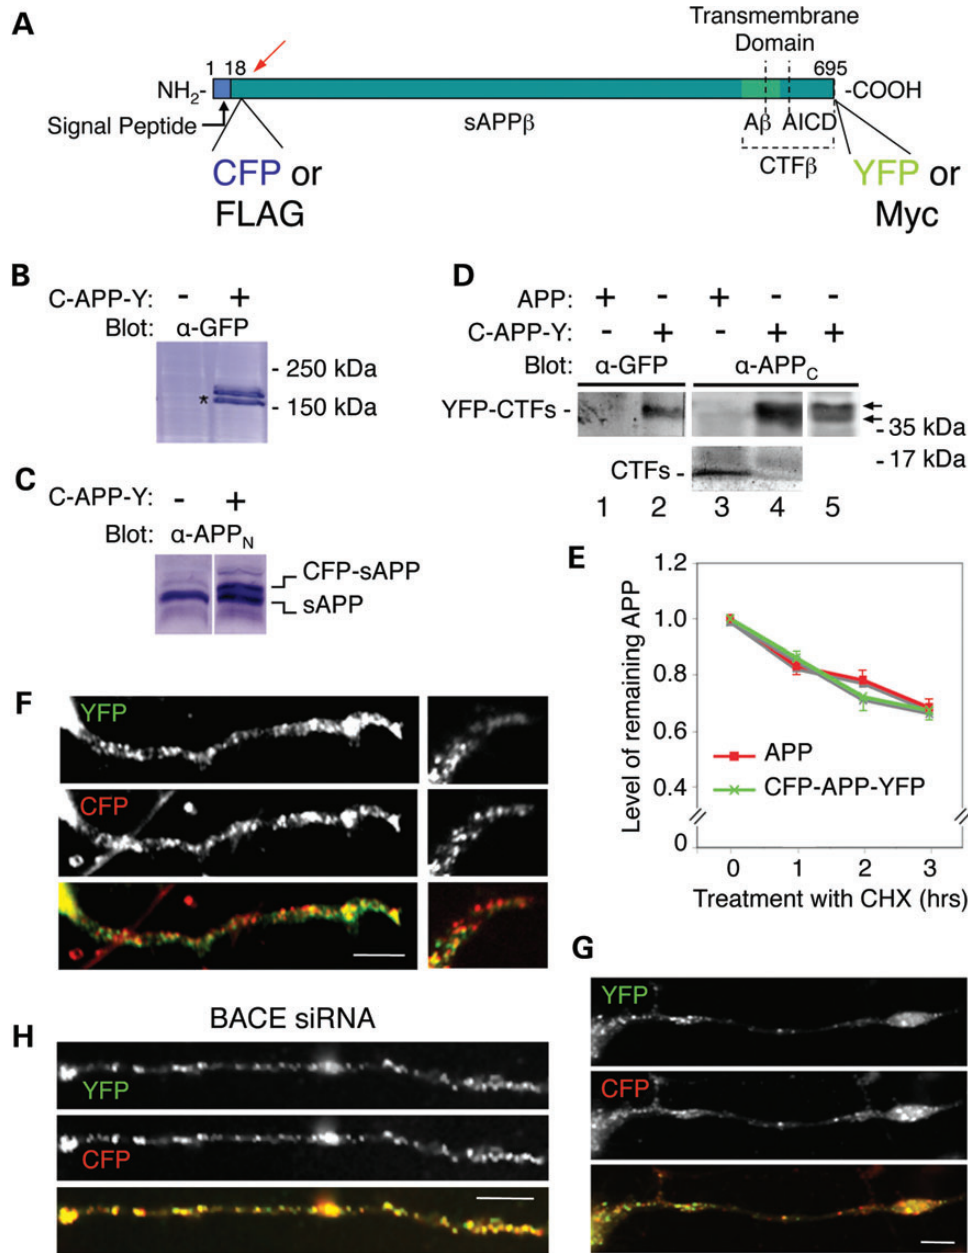 A
Transmembrane
Domain
1 18 695
NH2- -COOH
Signal Peptide sAPPβ Aβ AICD
CTFβ
CFP or
FLAG
YFP or
Myc
B
C-APP-Y: - +
Blot: α-GFP
- 250 kDa
* - 150 kDa
C
C-APP-Y: - +
Blot: α-APPN
CFP-sAPP
sAPP
D
APP: + - + - -
C-APP-Y: - + - + +
Blot: α-GFP α-APPC
YFP-CTFs -
- 35 kDa
- 17 kDa
CTFs -
1 2 3 4 5
E
Level of remaining APP
1.2
1.0
0.8
0.6
0.4
0
APP
CFP-APP-YFP
0 1 2 3
Treatment with CHX (hrs)
F
YFP
CFP
G
YFP
CFP
H
BACE siRNA
YFP
CFP